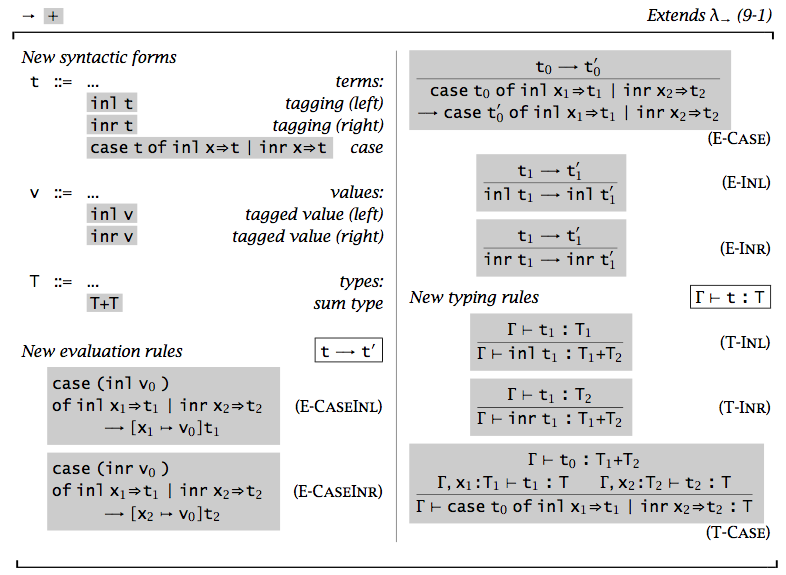 → + Extends λ→ (9-1)
New syntactic forms
t ::= ... terms:
inl t tagging (left)
inr t tagging (right)
case t of inl x⇒t | inr x⇒t case
v ::= ... values:
inl v tagged value (left)
inr v tagged value (right)
T ::= ... types:
T+T sum type
New evaluation rules t → t′
case (inl v₀ )
of inl x₁⇒t₁ | inr x₂⇒t₂ (E-CASEINL)
→ [x₁ ↦ v₀]t₁
case (inr v₀ )
of inl x₁⇒t₁ | inr x₂⇒t₂ (E-CASEINR)
→ [x₂ ↦ v₀]t₂
t₀ → t₀′
case t₀ of inl x₁⇒t₁ | inr x₂⇒t₂
→ case t₀′ of inl x₁⇒t₁ | inr x₂⇒t₂
(E-CASE)
t₁ → t₁′
inl t₁ → inl t₁′
(E-INL)
t₁ → t₁′
inr t₁ → inr t₁′
(E-INR)
New typing rules Γ ⊢ t : T
Γ ⊢ t₁ : T₁
Γ ⊢ inl t₁ : T₁+T₂
(T-INL)
Γ ⊢ t₁ : T₂
Γ ⊢ inr t₁ : T₁+T₂
(T-INR)
Γ ⊢ t₀ : T₁+T₂
Γ, x₁:T₁ ⊢ t₁ : T Γ, x₂:T₂ ⊢ t₂ : T
Γ ⊢ case t₀ of inl x₁⇒t₁ | inr x₂⇒t₂ : T
(T-CASE)